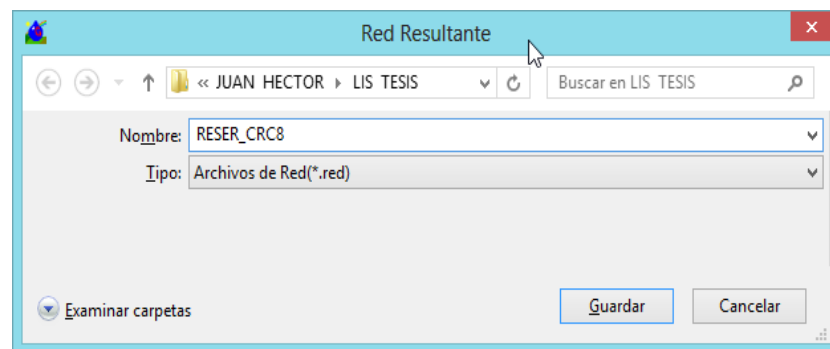 Red Resultante
« JUAN HECTOR LIS TESIS
Buscar en LIS TESIS
Nombre: RESER_CRC8
Tipo: Archivos de Red(*.red)
Examinar carpetas
Guardar
Cancelar